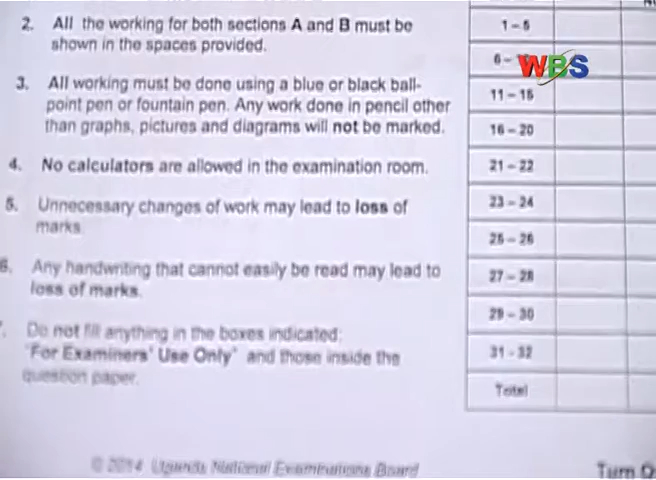 2. All the working for both sections A and B must be
shown in the spaces provided.
3. All working must be done using a blue or black ball-
point pen or fountain pen. Any work done in pencil other
than graphs, pictures and diagrams will not be marked.
4. No calculators are allowed in the examination room.
5. Unnecessary changes of work may lead to loss of
marks.
6. Any handwriting that cannot easily be read may lead to
loss of marks.
Do not fill anything in the boxes indicated:
"For Examiners' Use Only" and those inside the
question paper.
1 - 5
6 -
WBS
11 - 15
16 - 20
21 - 22
23 - 24
25 - 26
27 - 28
29 - 30
31 - 32
Total
© 2014 Uganda National Examinations Board
Turn O